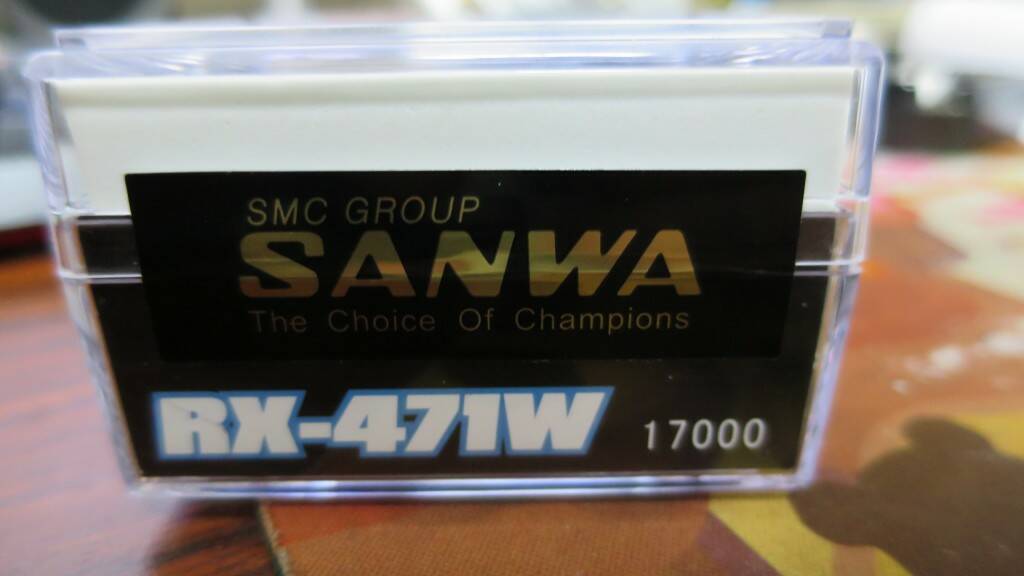 SMC GROUP
SANWA
The Choice Of Champions
RX-471W 17000